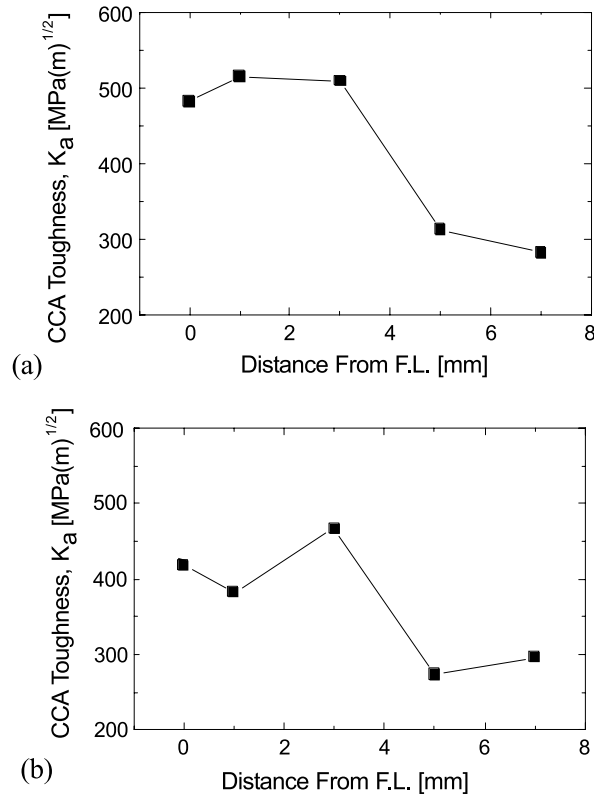 600
500
400
300
200
CCA Toughness, Ka [MPa(m)1/2]
0 2 4 6 8
Distance From F.L. [mm]
(a)
600
500
400
300
200
CCA Toughness, Ka [MPa(m)1/2]
0 2 4 6 8
Distance From F.L. [mm]
(b)